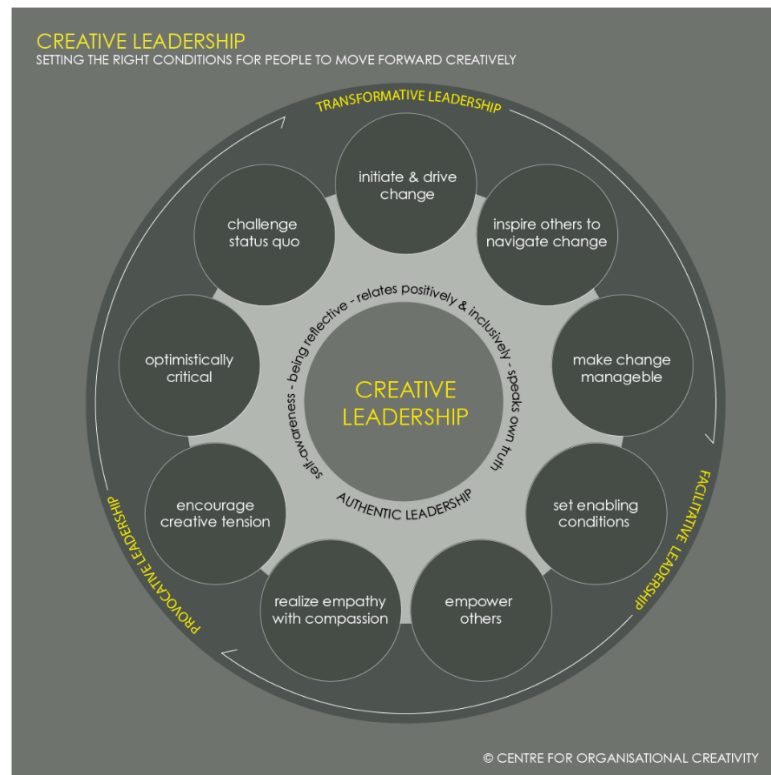 CREATIVE LEADERSHIP
SETTING THE RIGHT CONDITIONS FOR PEOPLE TO MOVE FORWARD CREATIVELY
TRANSFORMATIVE LEADERSHIP
initiate & drive
change
inspire others to
navigate change
make change
manageble
set enabling
conditions
empower
others
realize empathy
with compassion
encourage
creative tension
optimistically
critical
challenge
status quo
FACILITATIVE LEADERSHIP
PROVOCATIVE LEADERSHIP
self-awareness - being reflective - relates positively & inclusively - speaks own truth
AUTHENTIC LEADERSHIP
CREATIVE
LEADERSHIP
© CENTRE FOR ORGANISATIONAL CREATIVITY